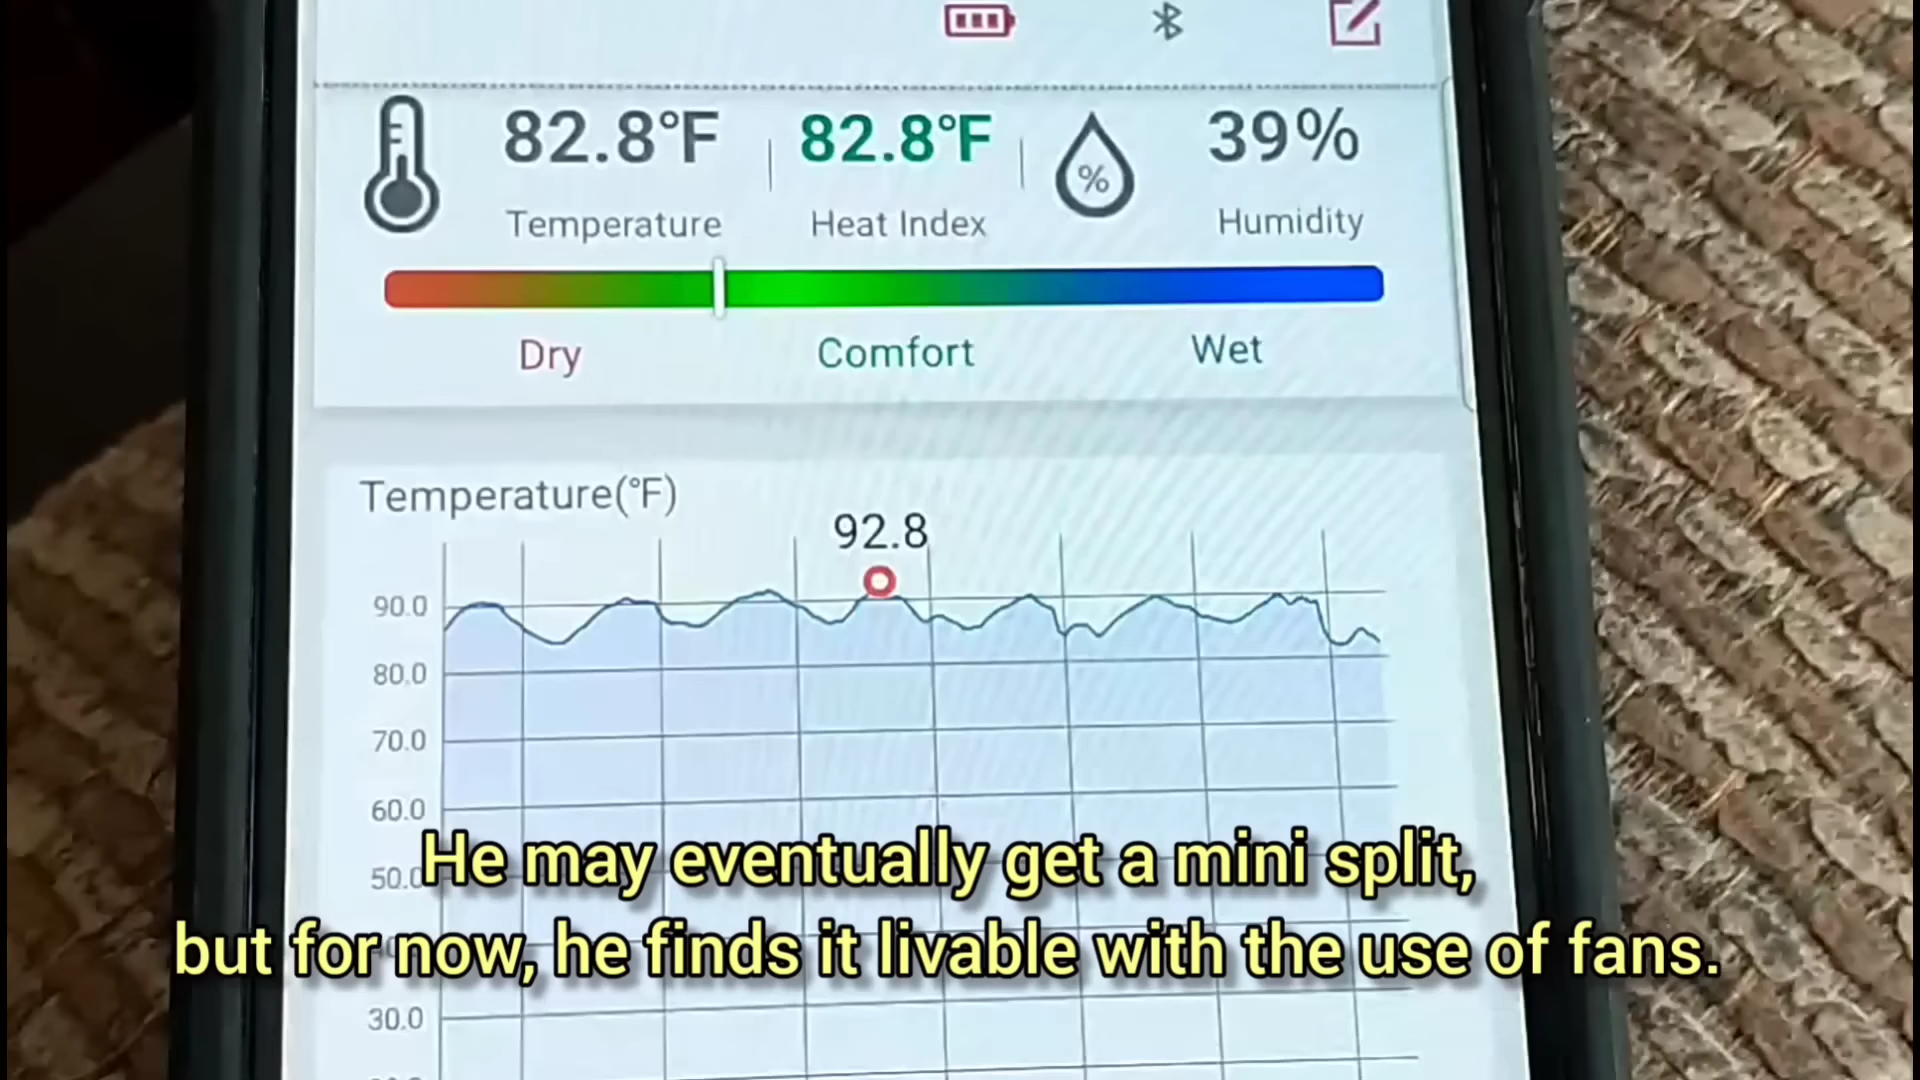 82.8°F
82.8°F
%
39%
Temperature
Heat Index
Humidity
Dry
Comfort
Wet
Temperature(°F)
92.8
90.0
80.0
70.0
60.0
50.0
He may eventually get a mini split,
but for now, he finds it livable with the use of fans.
30.0